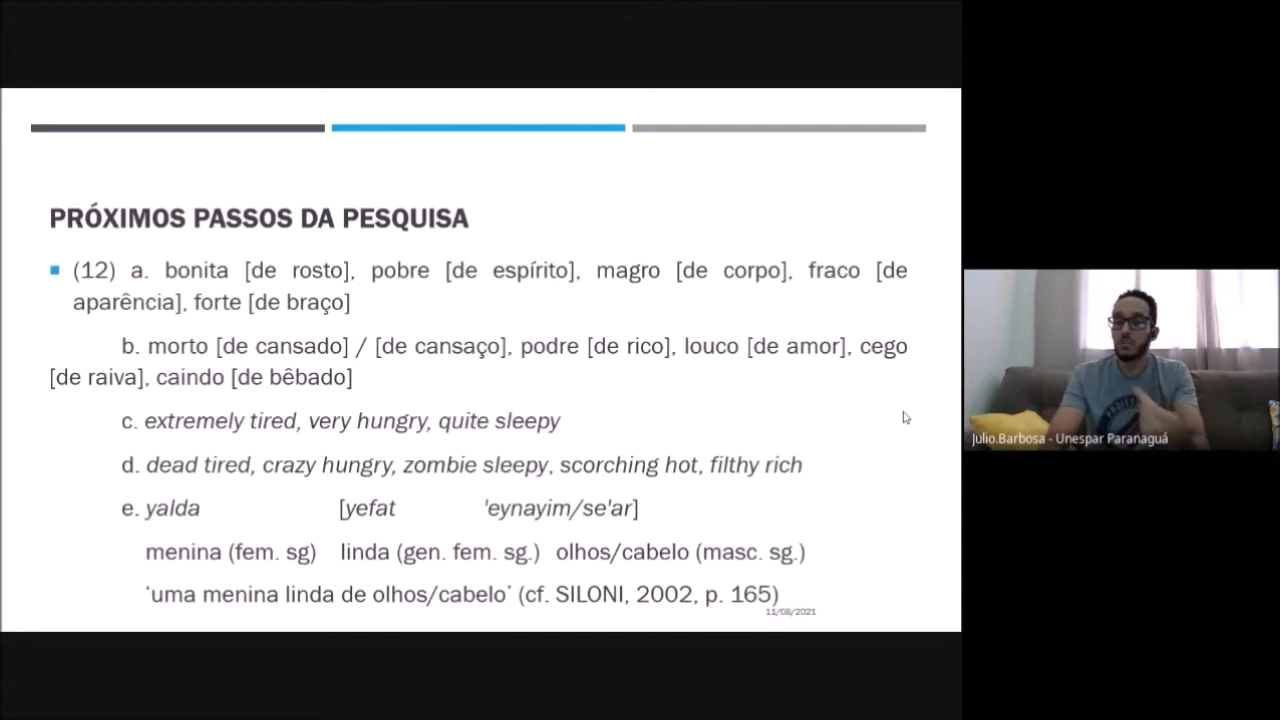 PRÓXIMOS PASSOS DA PESQUISA
(12) a. bonita [de rosto], pobre [de espírito], magro [de corpo], fraco [de
aparência], forte [de braço]
b. morto [de cansado] / [de cansaço], podre [de rico], louco [de amor], cego
[de raiva], caindo [de bêbado]
c. extremely tired, very hungry, quite sleepy
d. dead tired, crazy hungry, zombie sleepy, scorching hot, filthy rich
e. yalda [yefat 'eynayim/se'ar]
menina (fem. sg) linda (gen. fem. sg.) olhos/cabelo (masc. sg.)
‘uma menina linda de olhos/cabelo’ (cf. SILONI, 2002, p. 165)
11/08/2021
Julio.Barbosa - Unespar Paranaguá